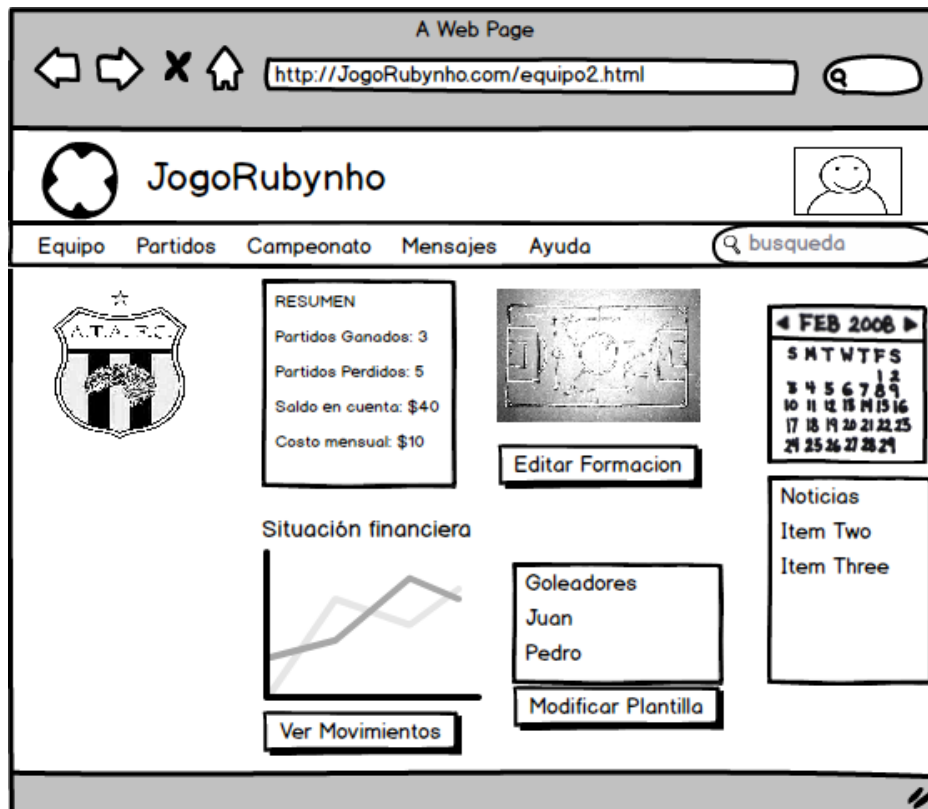 A Web Page
http://JogoRubynho.com/equipo2.html
JogoRubynho
Equipo Partidos Campeonato Mensajes Ayuda busqueda
A.T.A. F.C.
RESUMEN
Partidos Ganados: 3
Partidos Perdidos: 5
Saldo en cuenta: $40
Costo mensual: $10
Editar Formacion
FEB 2008
S M T W T F S
1 2
3 4 5 6 7 8 9
10 11 12 13 14 15 16
17 18 19 20 21 22 23
24 25 26 27 28 29
Situación financiera
Ver Movimientos
Goleadores
Juan
Pedro
Modificar Plantilla
Noticias
Item Two
Item Three